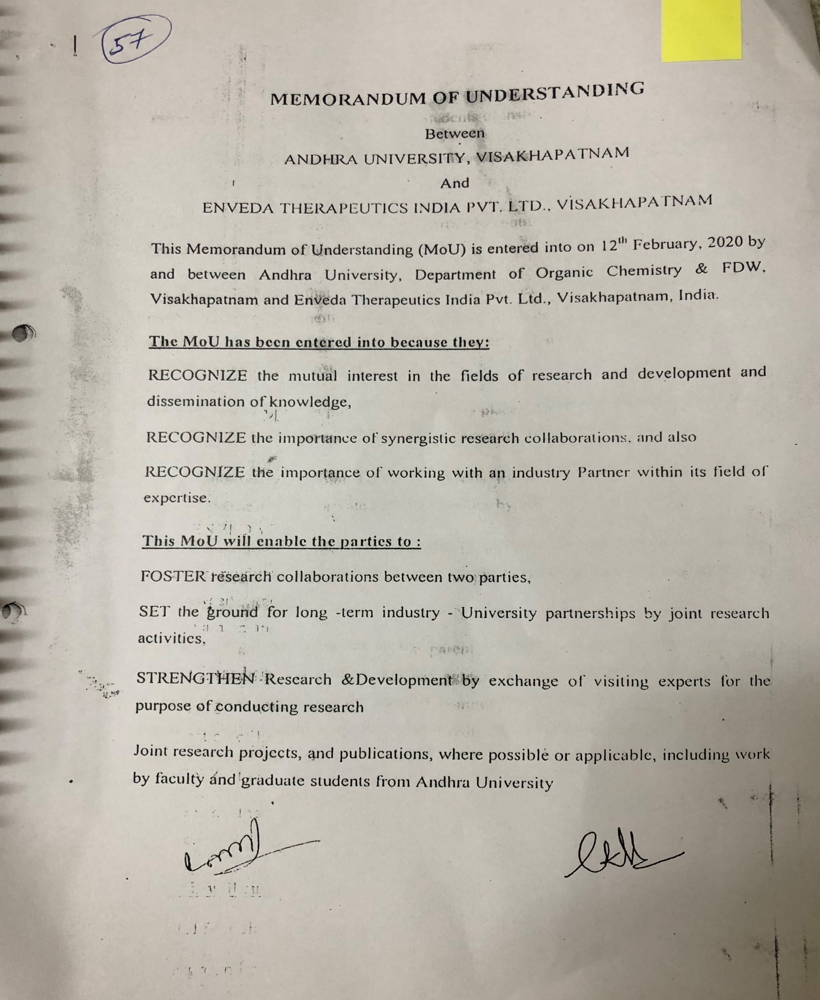 57
MEMORANDUM OF UNDERSTANDING
Between
ANDHRA UNIVERSITY, VISAKHAPATNAM
And
ENVEDA THERAPEUTICS INDIA PVT. LTD., VISAKHAPATNAM
This Memorandum of Understanding (MoU) is entered into on 12th February, 2020 by
and between Andhra University, Department of Organic Chemistry & FDW,
Visakhapatnam and Enveda Therapeutics India Pvt. Ltd., Visakhapatnam, India.
The MoU has been entered into because they:
RECOGNIZE the mutual interest in the fields of research and development and
dissemination of knowledge,
RECOGNIZE the importance of synergistic research collaborations. and also
RECOGNIZE the importance of working with an industry Partner within its field of
expertise.
This MoU will enable the parties to :
FOSTER research collaborations between two parties,
SET the ground for long -term industry - University partnerships by joint research
activities,
STRENGTHEN Research &Development by exchange of visiting experts for the
purpose of conducting research
Joint research projects, and publications, where possible or applicable, including work
by faculty and graduate students from Andhra University